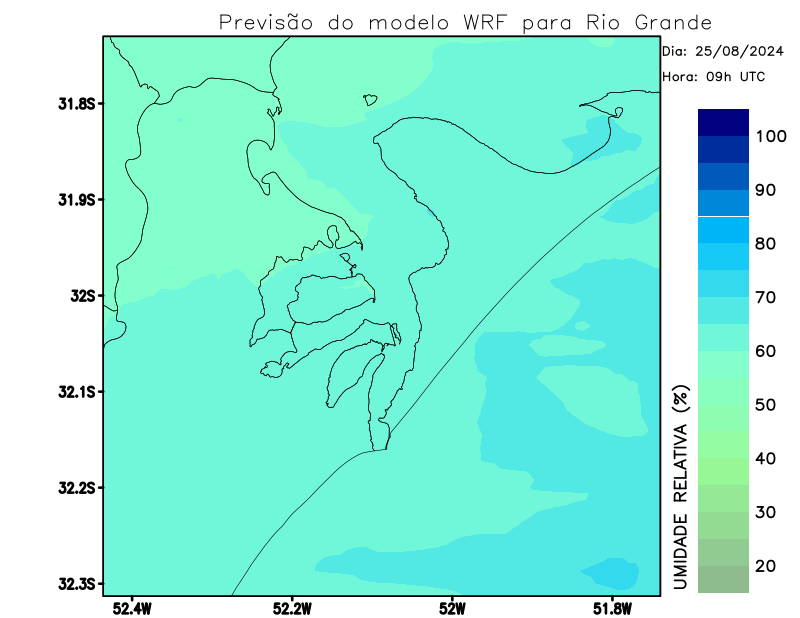 Previsão do modelo WRF para Rio Grande
Dia: 25/08/2024
Hora: 09h UTC
31.8S
31.9S
32S
32.1S
32.2S
32.3S
52.4W
52.2W
52W
51.8W
UMIDADE RELATIVA (%)
100
90
80
70
60
50
40
30
20